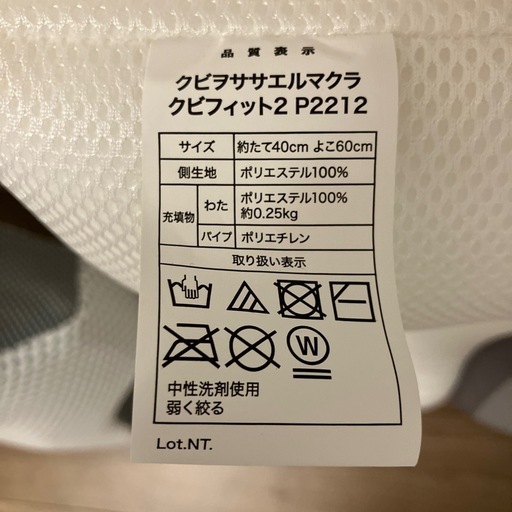 品質表示
クビヲササエルマクラ
クビフィット2 P2212
サイズ 約たて40cm よこ60cm
側生地 ポリエステル100%
充填物 わた ポリエステル100%
約0.25kg
パイプ ポリエチレン
取り扱い表示
W
中性洗剤使用
弱く絞る
Lot.NT.